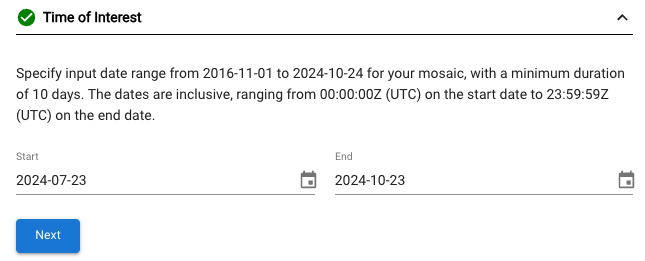 Time of Interest
Specify input date range from 2016-11-01 to 2024-10-24 for your mosaic, with a minimum duration
of 10 days. The dates are inclusive, ranging from 00:00:00Z (UTC) on the start date to 23:59:59Z
(UTC) on the end date.
Start
End
2024-07-23
2024-10-23
Next